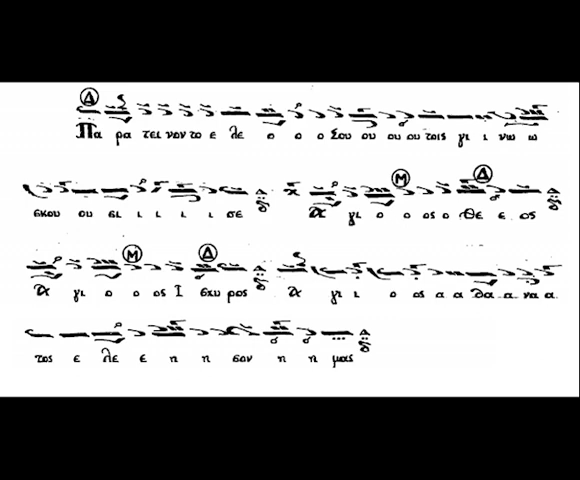 Δ
Πα ρα τει νον το ε λε ο ο ο Σου ου ου ου τοις γι ι νω ω
Μ Δ
σκου ου σι ι ι ι ι σε Α γι ο ο ος ο Θε ε ος
Μ Δ
Α γι ο ο ος Ι σχυ ρος Α γι ι ο ος α α θα α να α
τος ε λε ε η η σον η η μας